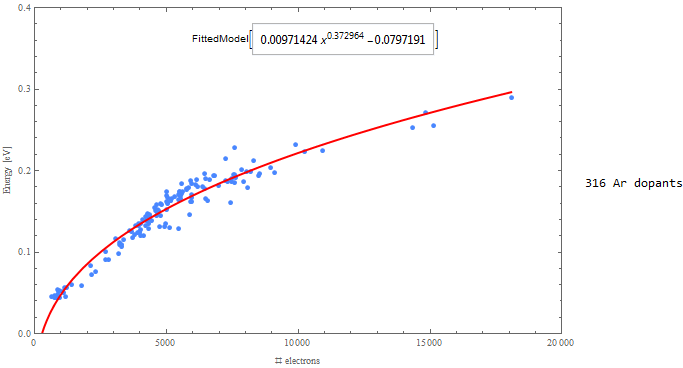 0.4
FittedModel[ 0.00971424 x^0.372964 − 0.0797191 ]
0.3
Energy [eV]
0.2
316 Ar dopants
0.1
0.0
0 5000 10000 15000 20000
# electrons